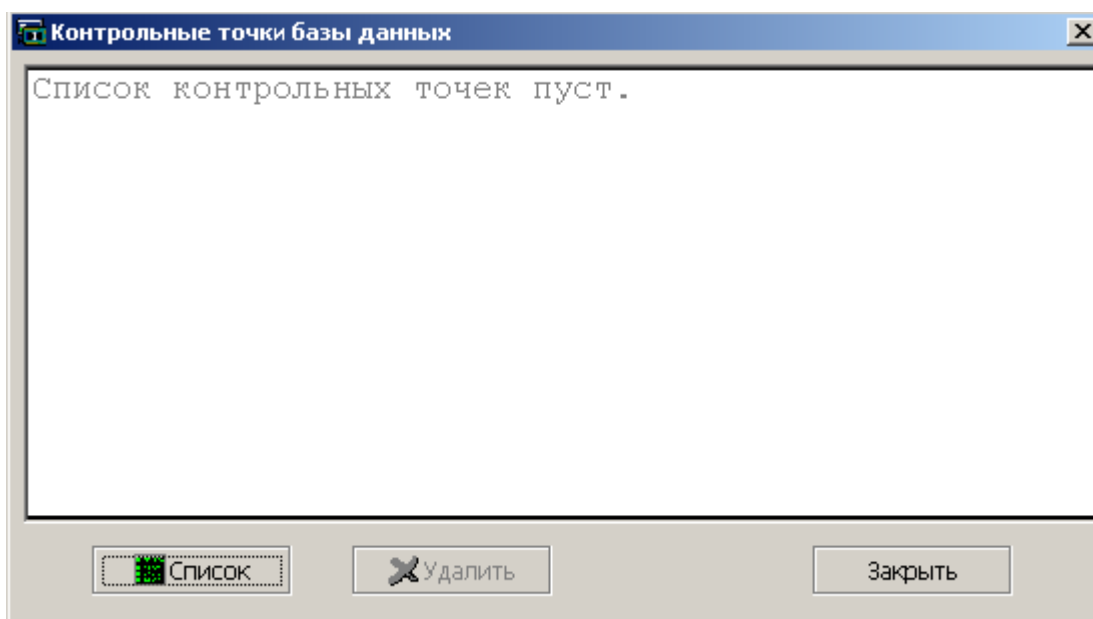 Контрольные точки базы данных
Список контрольных точек пуст.
Список
Удалить
Закрыть